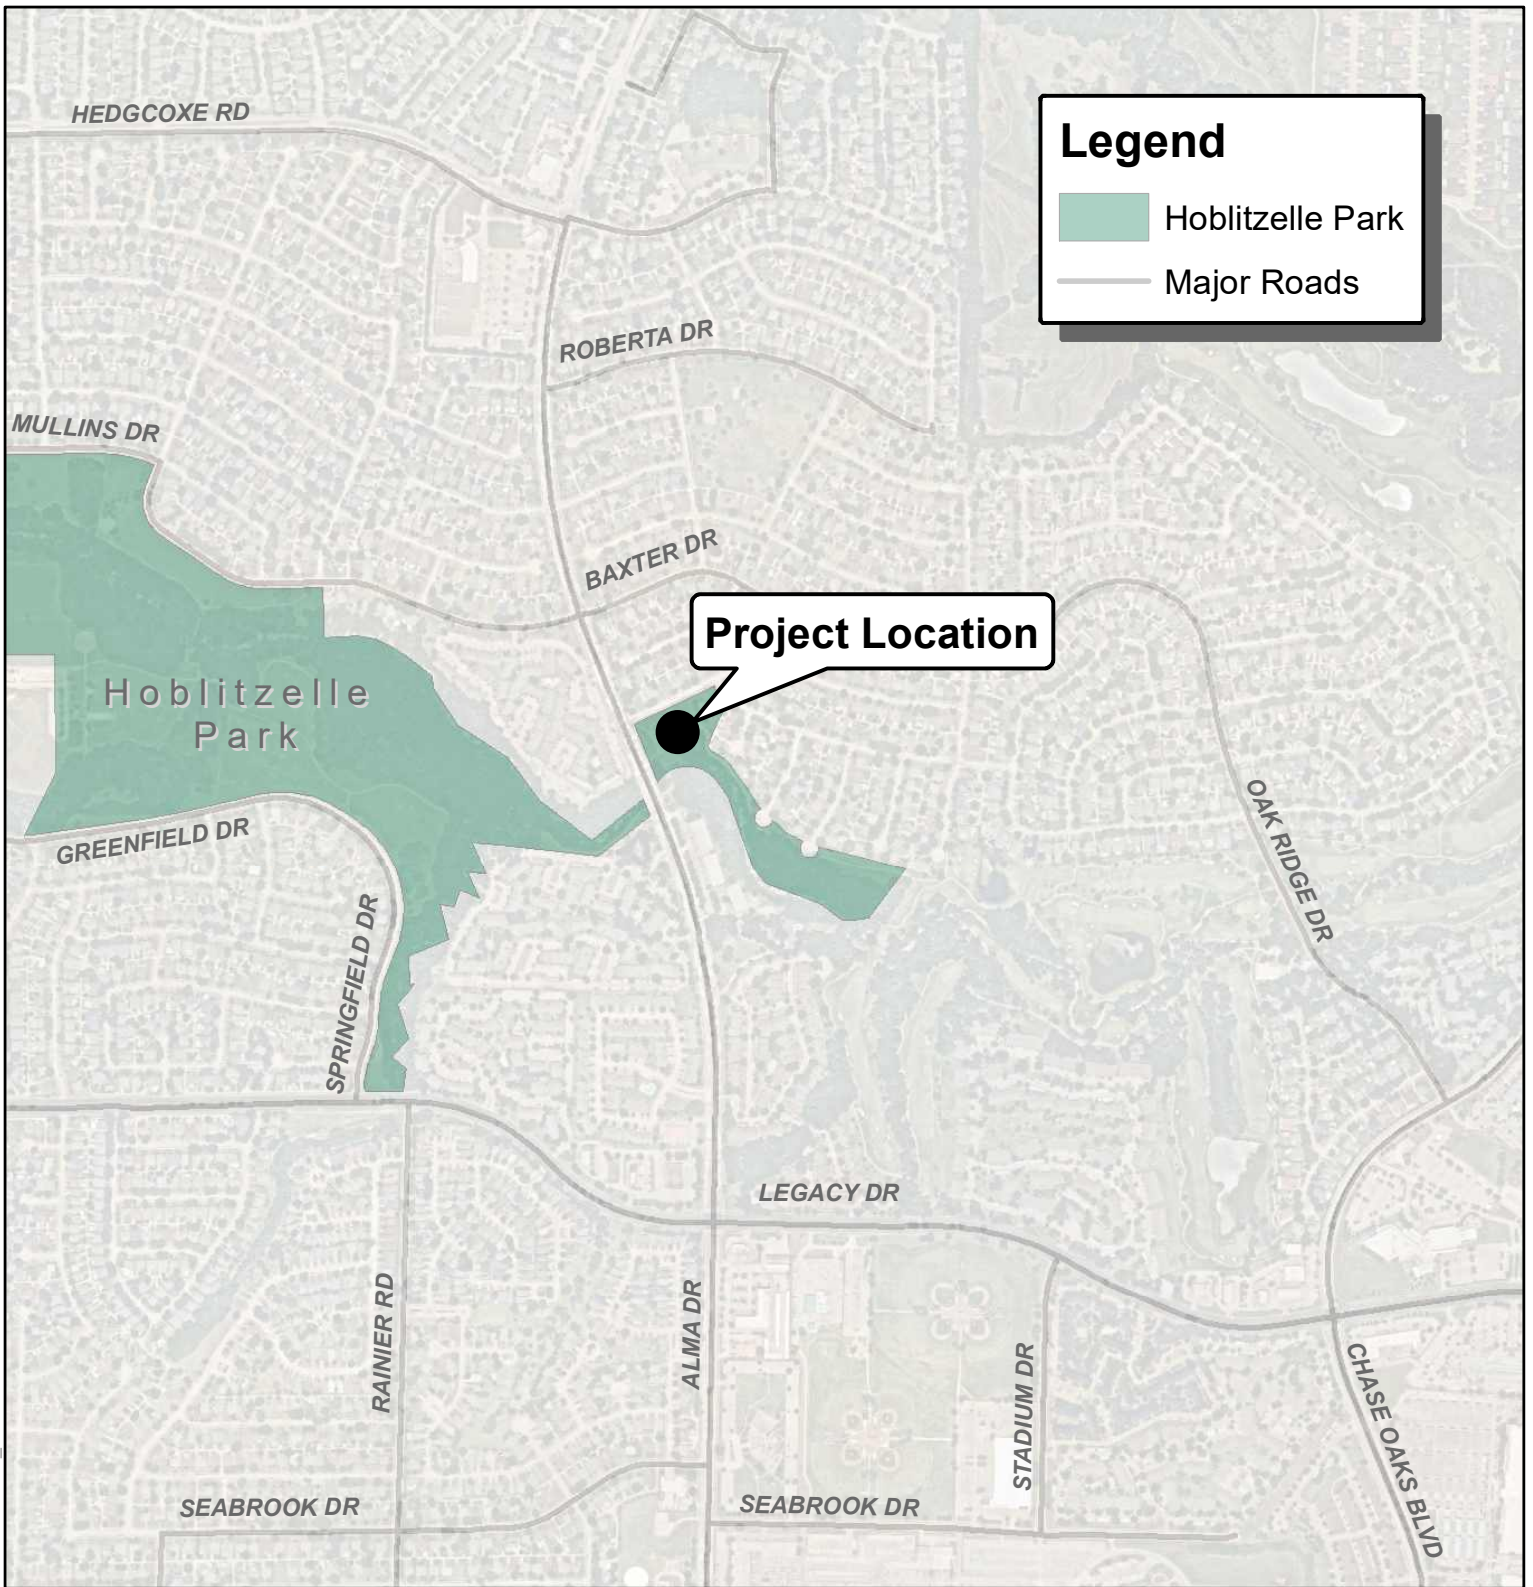 HEDGCOXE RD
Legend
Hoblitzelle Park
Major Roads
ROBERTA DR
MULLINS DR
BAXTER DR
Project Location
Hoblitzelle
Park
GREENFIELD DR
OAK RIDGE DR
SPRINGFIELD DR
LEGACY DR
RAINIER RD
ALMA DR
STADIUM DR
CHASE OAKS BLVD
SEABROOK DR
SEABROOK DR